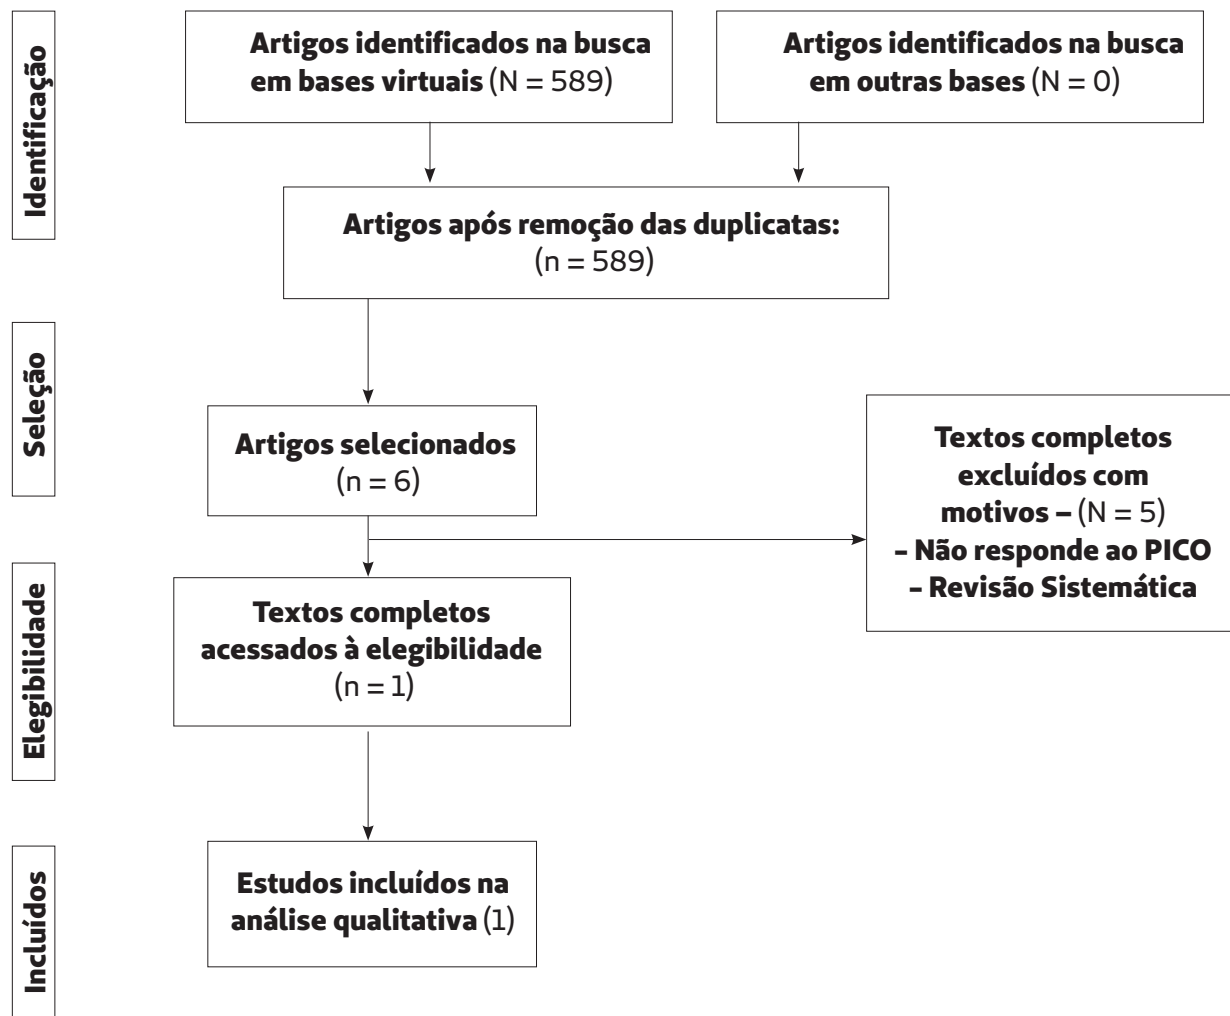 Identificação
Artigos identificados na busca
em bases virtuais (N = 589)
Artigos identificados na busca
em outras bases (N = 0)
Artigos após remoção das duplicatas:
(n = 589)
Seleção
Artigos selecionados
(n = 6)
Textos completos
excluídos com
motivos – (N = 5)
– Não responde ao PICO
– Revisão Sistemática
Elegibilidade
Textos completos
acessados à elegibilidade
(n = 1)
Incluídos
Estudos incluídos na
análise qualitativa (1)